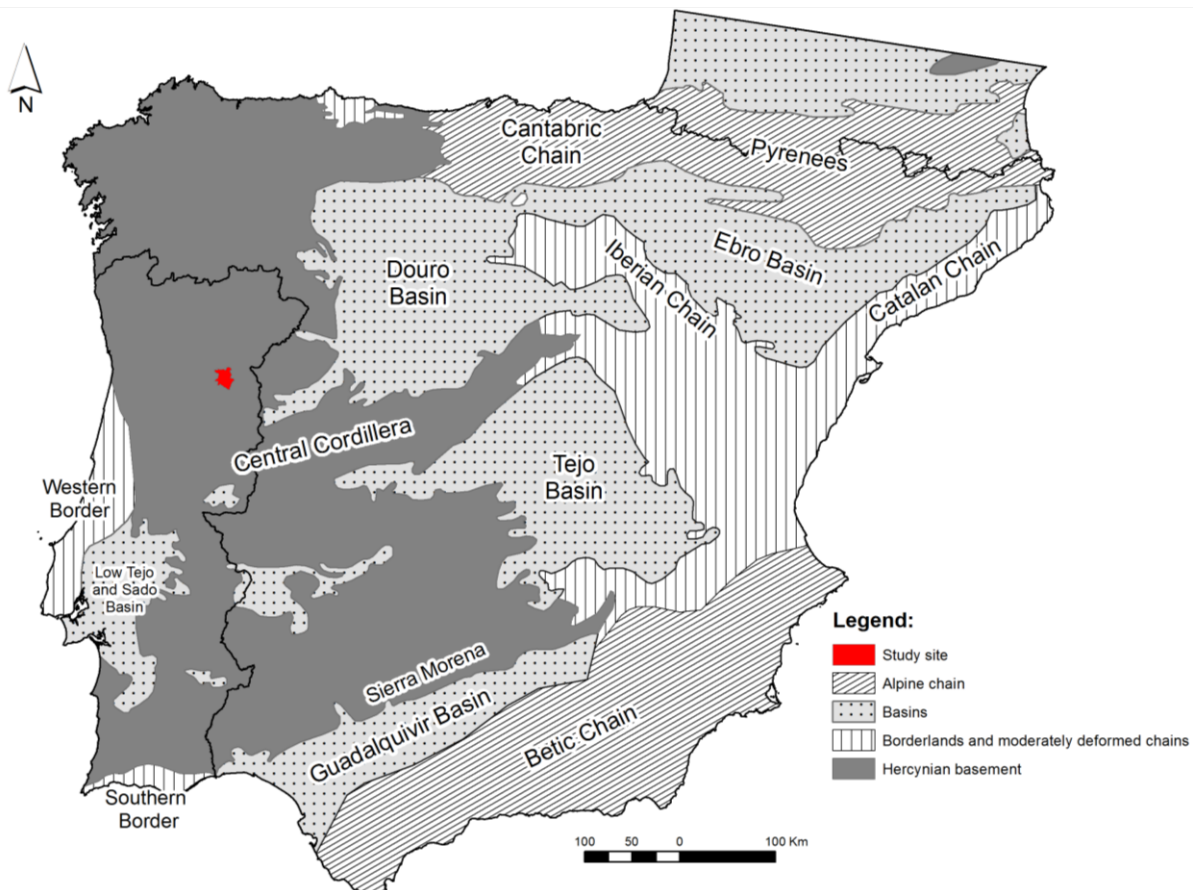 N
Cantabric
Chain
Pyrenees
Ebro Basin
Iberian Chain
Catalan Chain
Douro
Basin
Central Cordillera
Tejo
Basin
Western
Border
Low Tejo
and Sado
Basin
Sierra Morena
Guadalquivir Basin
Betic Chain
Southern
Border
Legend:
Study site
Alpine chain
Basins
Borderlands and moderately deformed chains
Hercynian basement
100 50 0 100 Km